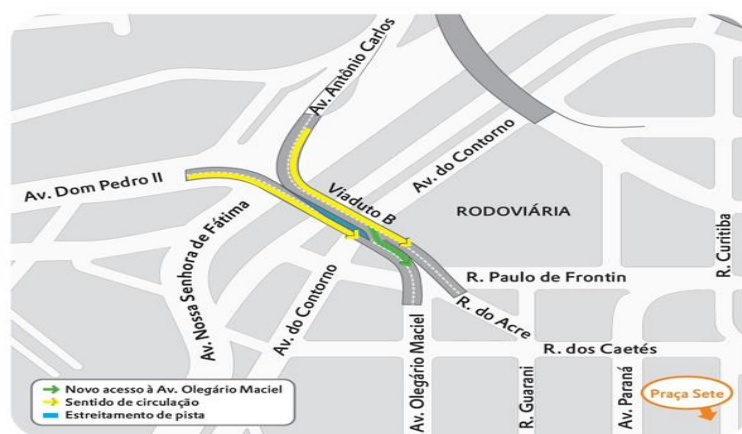 Av. Antônio Carlos
Av. do Contorno
Av. Dom Pedro II
Viaduto B
RODOVIÁRIA
Av. Nossa Senhora de Fátima
R. Curitiba
R. Paulo de Frontin
Av. do Contorno
R. do Acre
Av. Olegário Maciel
R. dos Caetés
R. Guarani
Av. Paraná
Praça Sete
Novo acesso à Av. Olegário Maciel
Sentido de circulação
Estreitamento de pista